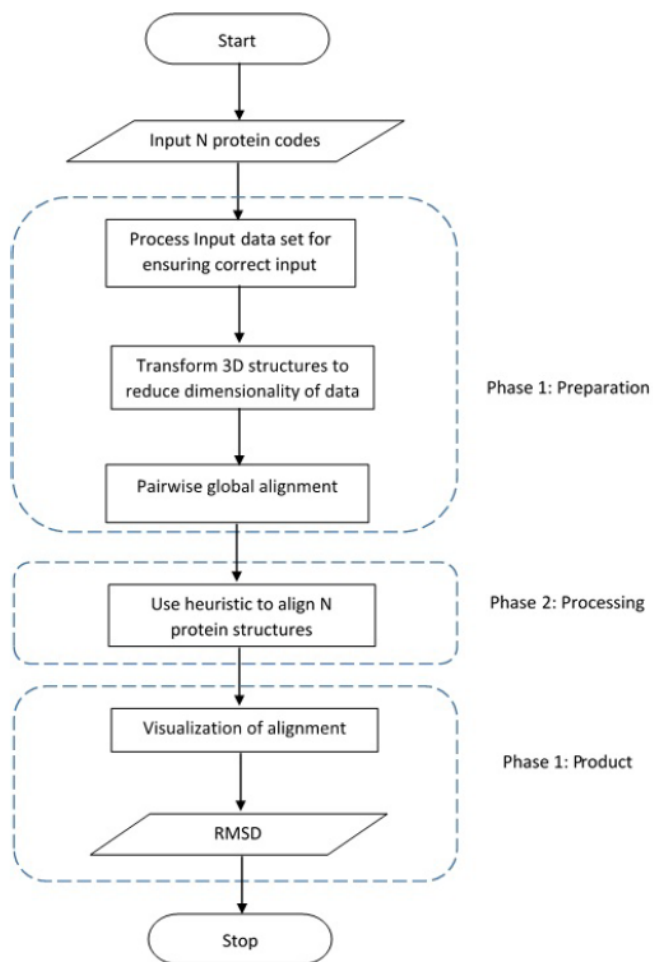 Start
Input N protein codes
Process Input data set for
ensuring correct input
Transform 3D structures to
reduce dimensionality of data
Phase 1: Preparation
Pairwise global alignment
Use heuristic to align N
protein structures
Phase 2: Processing
Visualization of alignment
Phase 1: Product
RMSD
Stop